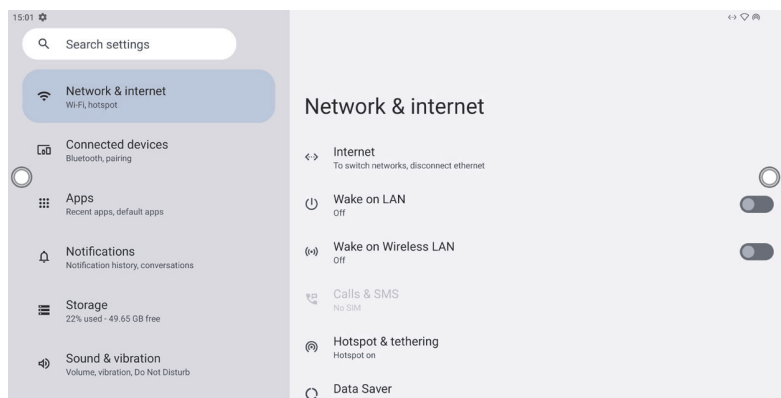 15:01
Search settings
Network & internet
Wi-Fi, hotspot
Connected devices
Bluetooth, pairing
Apps
Recent apps, default apps
Notifications
Notification history, conversations
Storage
22% used - 49.65 GB free
Sound & vibration
Volume, vibration, Do Not Disturb
Network & internet
Internet
To switch networks, disconnect ethernet
Wake on LAN
Off
Wake on Wireless LAN
Off
Calls & SMS
No SIM
Hotspot & tethering
Hotspot on
Data Saver